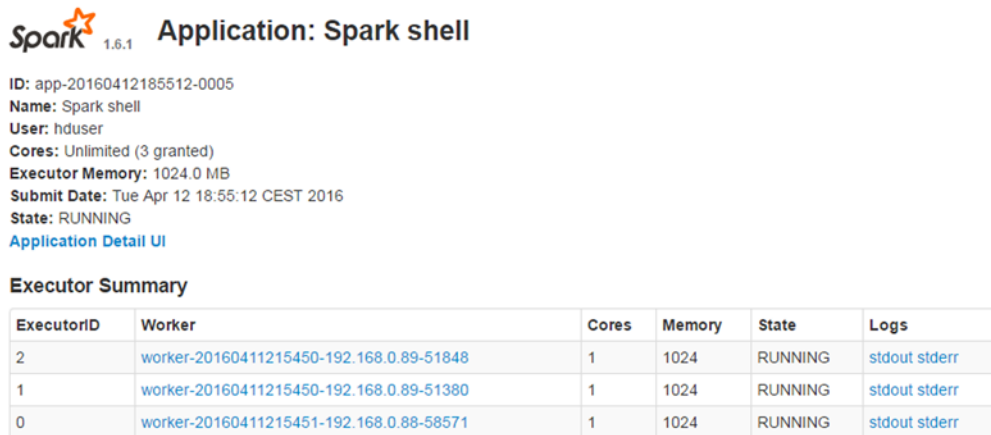 Spark 1.6.1 Application: Spark shell
ID: app-20160412185512-0005
Name: Spark shell
User: hduser
Cores: Unlimited (3 granted)
Executor Memory: 1024.0 MB
Submit Date: Tue Apr 12 18:55:12 CEST 2016
State: RUNNING
Application Detail UI
Executor Summary
ExecutorID Worker Cores Memory State Logs
2 worker-20160411215450-192.168.0.89-51848 1 1024 RUNNING stdout stderr
1 worker-20160411215450-192.168.0.89-51380 1 1024 RUNNING stdout stderr
0 worker-20160411215451-192.168.0.88-58571 1 1024 RUNNING stdout stderr